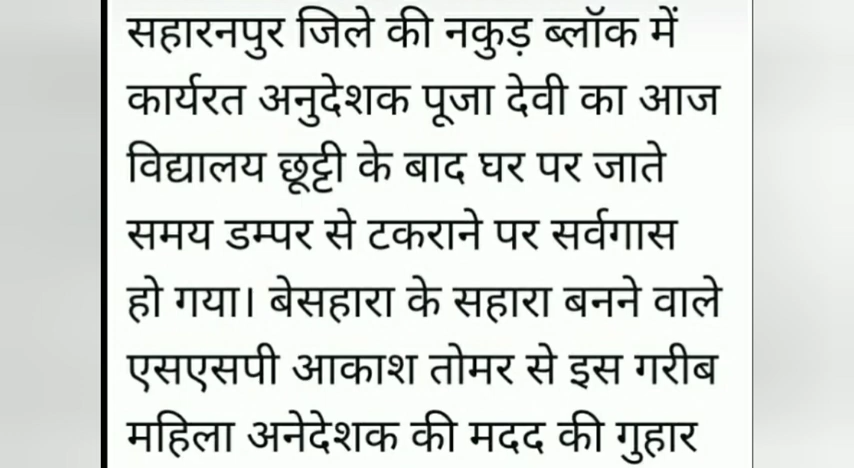 सहारनपुर जिले की नकुड़ ब्लॉक में
कार्यरत अनुदेशक पूजा देवी का आज
विद्यालय छूट्टी के बाद घर पर जाते
समय डम्पर से टकराने पर सर्वगास
हो गया। बेसहारा के सहारा बनने वाले
एसएसपी आकाश तोमर से इस गरीब
महिला अनेदेशक की मदद की गुहार